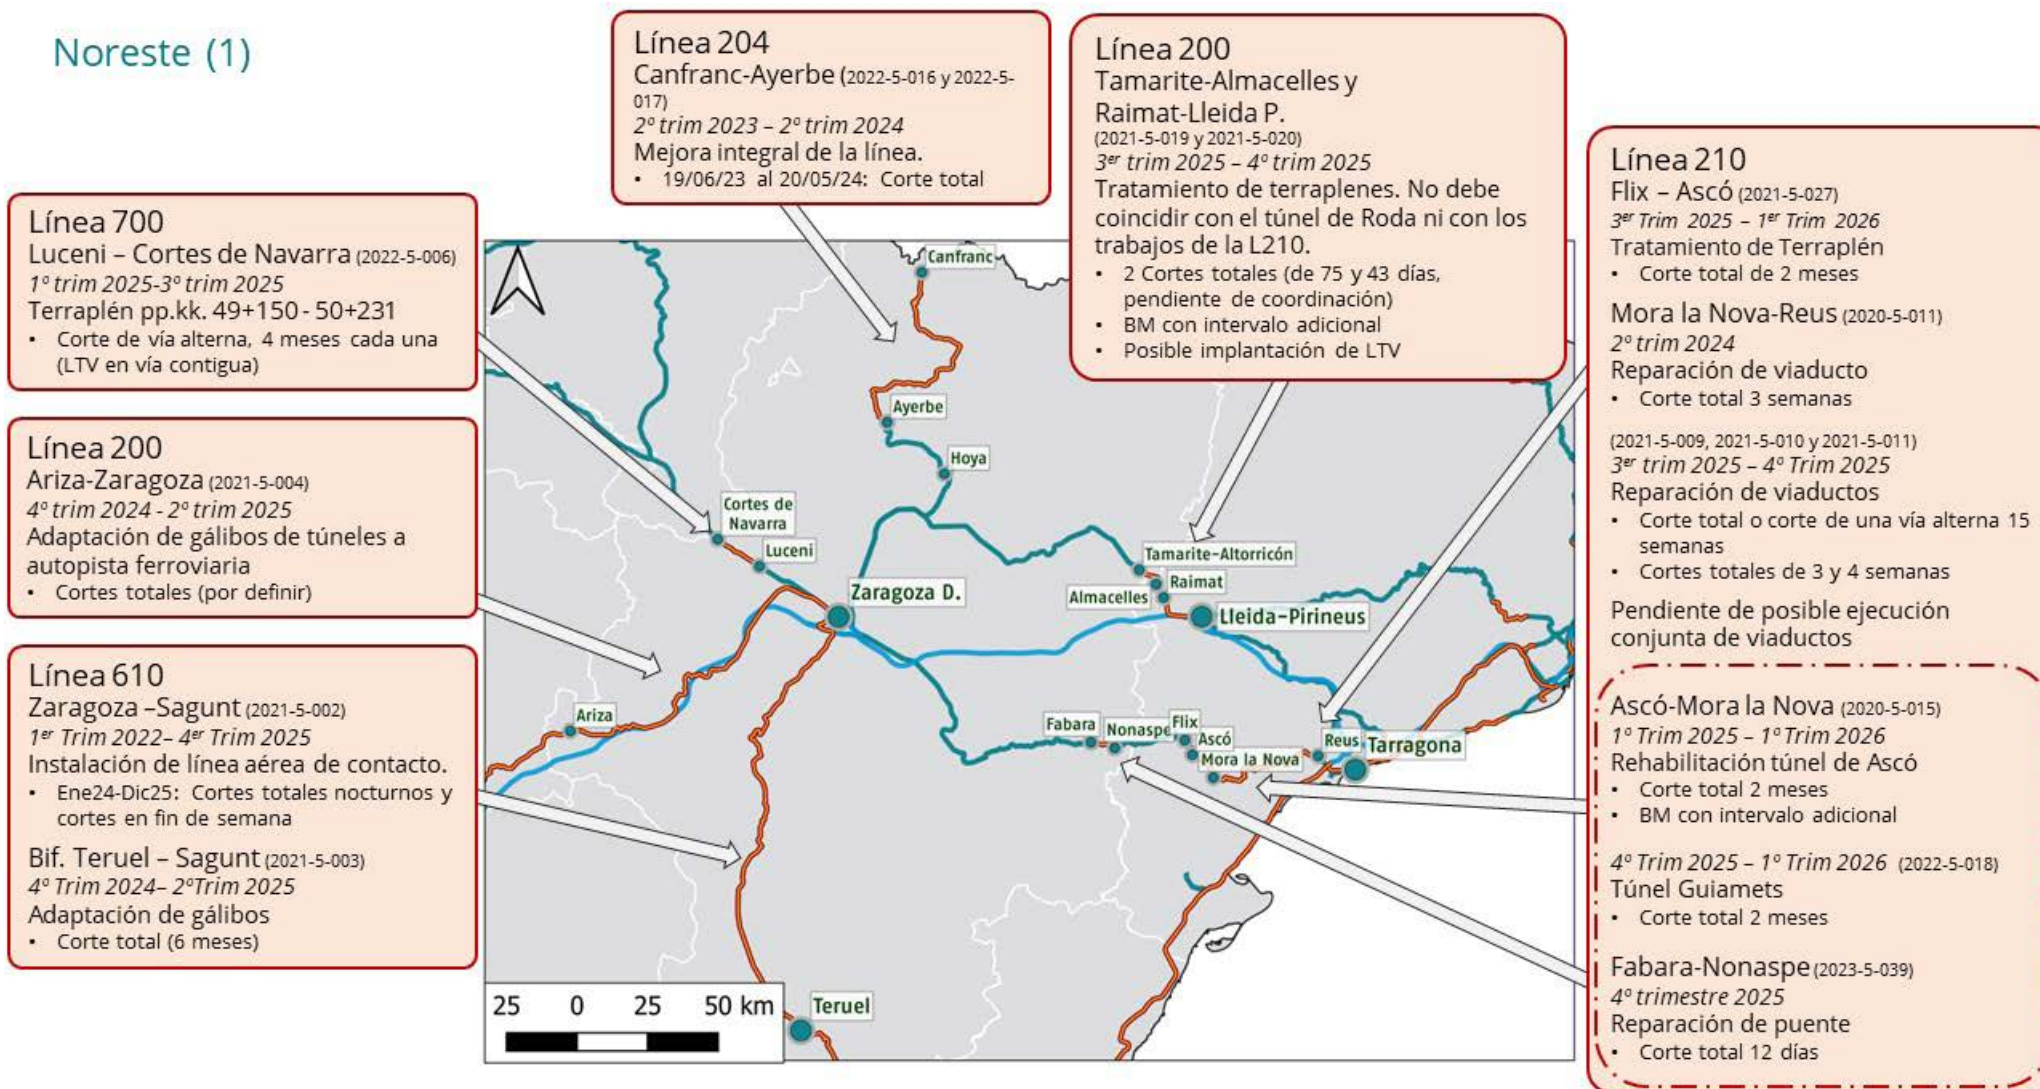 Noreste (1)
Línea 204
Canfranc-Ayerbe (2022-5-016 y 2022-5-
017)
2º trim 2023 – 2º trim 2024
Mejora integral de la línea.
• 19/06/23 al 20/05/24: Corte total
Línea 200
Tamarite-Almacelles y
Raimat-Lleida P.
(2021-5-019 y 2021-5-020)
3er trim 2025 – 4º trim 2025
Tratamiento de terraplenes. No debe
coincidir con el túnel de Roda ni con los
trabajos de la L210.
• 2 Cortes totales (de 75 y 43 días,
pendiente de coordinación)
• BM con intervalo adicional
• Posible implantación de LTV
Línea 700
Luceni – Cortes de Navarra (2022-5-006)
1º trim 2025-3º trim 2025
Terraplén pp.kk. 49+150 - 50+231
• Corte de vía alterna, 4 meses cada una
(LTV en vía contigua)
Línea 200
Ariza-Zaragoza (2021-5-004)
4º trim 2024 - 2º trim 2025
Adaptación de gálibos de túneles a
autopista ferroviaria
• Cortes totales (por definir)
Línea 610
Zaragoza –Sagunt (2021-5-002)
1er Trim 2022– 4er Trim 2025
Instalación de línea aérea de contacto.
• Ene24-Dic25: Cortes totales nocturnos y
cortes en fin de semana
Bif. Teruel – Sagunt (2021-5-003)
4º Trim 2024– 2ºTrim 2025
Adaptación de gálibos
• Corte total (6 meses)
Línea 210
Flix – Ascó (2021-5-027)
3er Trim 2025 – 1er Trim 2026
Tratamiento de Terraplén
• Corte total de 2 meses
Mora la Nova-Reus (2020-5-011)
2º trim 2024
Reparación de viaducto
• Corte total 3 semanas
(2021-5-009, 2021-5-010 y 2021-5-011)
3er trim 2025 – 4º Trim 2025
Reparación de viaductos
• Corte total o corte de una vía alterna 15
semanas
• Cortes totales de 3 y 4 semanas
Pendiente de posible ejecución
conjunta de viaductos
Ascó-Mora la Nova (2020-5-015)
1º Trim 2025 – 1º Trim 2026
Rehabilitación túnel de Ascó
• Corte total 2 meses
• BM con intervalo adicional
4º Trim 2025 – 1º Trim 2026 (2022-5-018)
Túnel Guiamets
• Corte total 2 meses
Fabara-Nonaspe (2023-5-039)
4º trimestre 2025
Reparación de puente
• Corte total 12 días
Canfranc
Ayerbe
Hoya
Cortes de
Navarra
Luceni
Zaragoza D.
Tamarite-Altorricón
Raimat
Almacelles
Lleida-Pirineus
Ariza
Fabara
Nonaspe
Flix
Ascó
Mora la Nova
Reus
Tarragona
Teruel
25 0 25 50 km